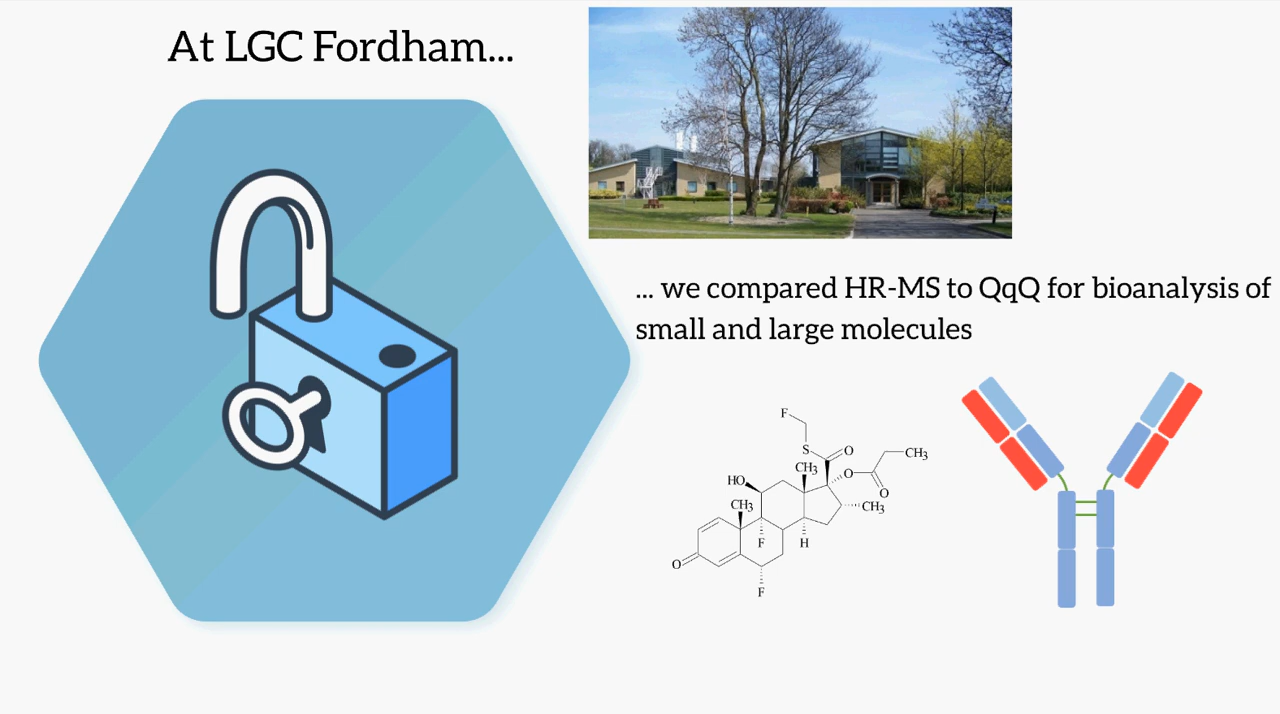 At LGC Fordham...
... we compared HR-MS to QqQ for bioanalysis of
small and large molecules
F
S
O
CH3
O
CH3
HO
O
CH3
CH3
F
H
O
F